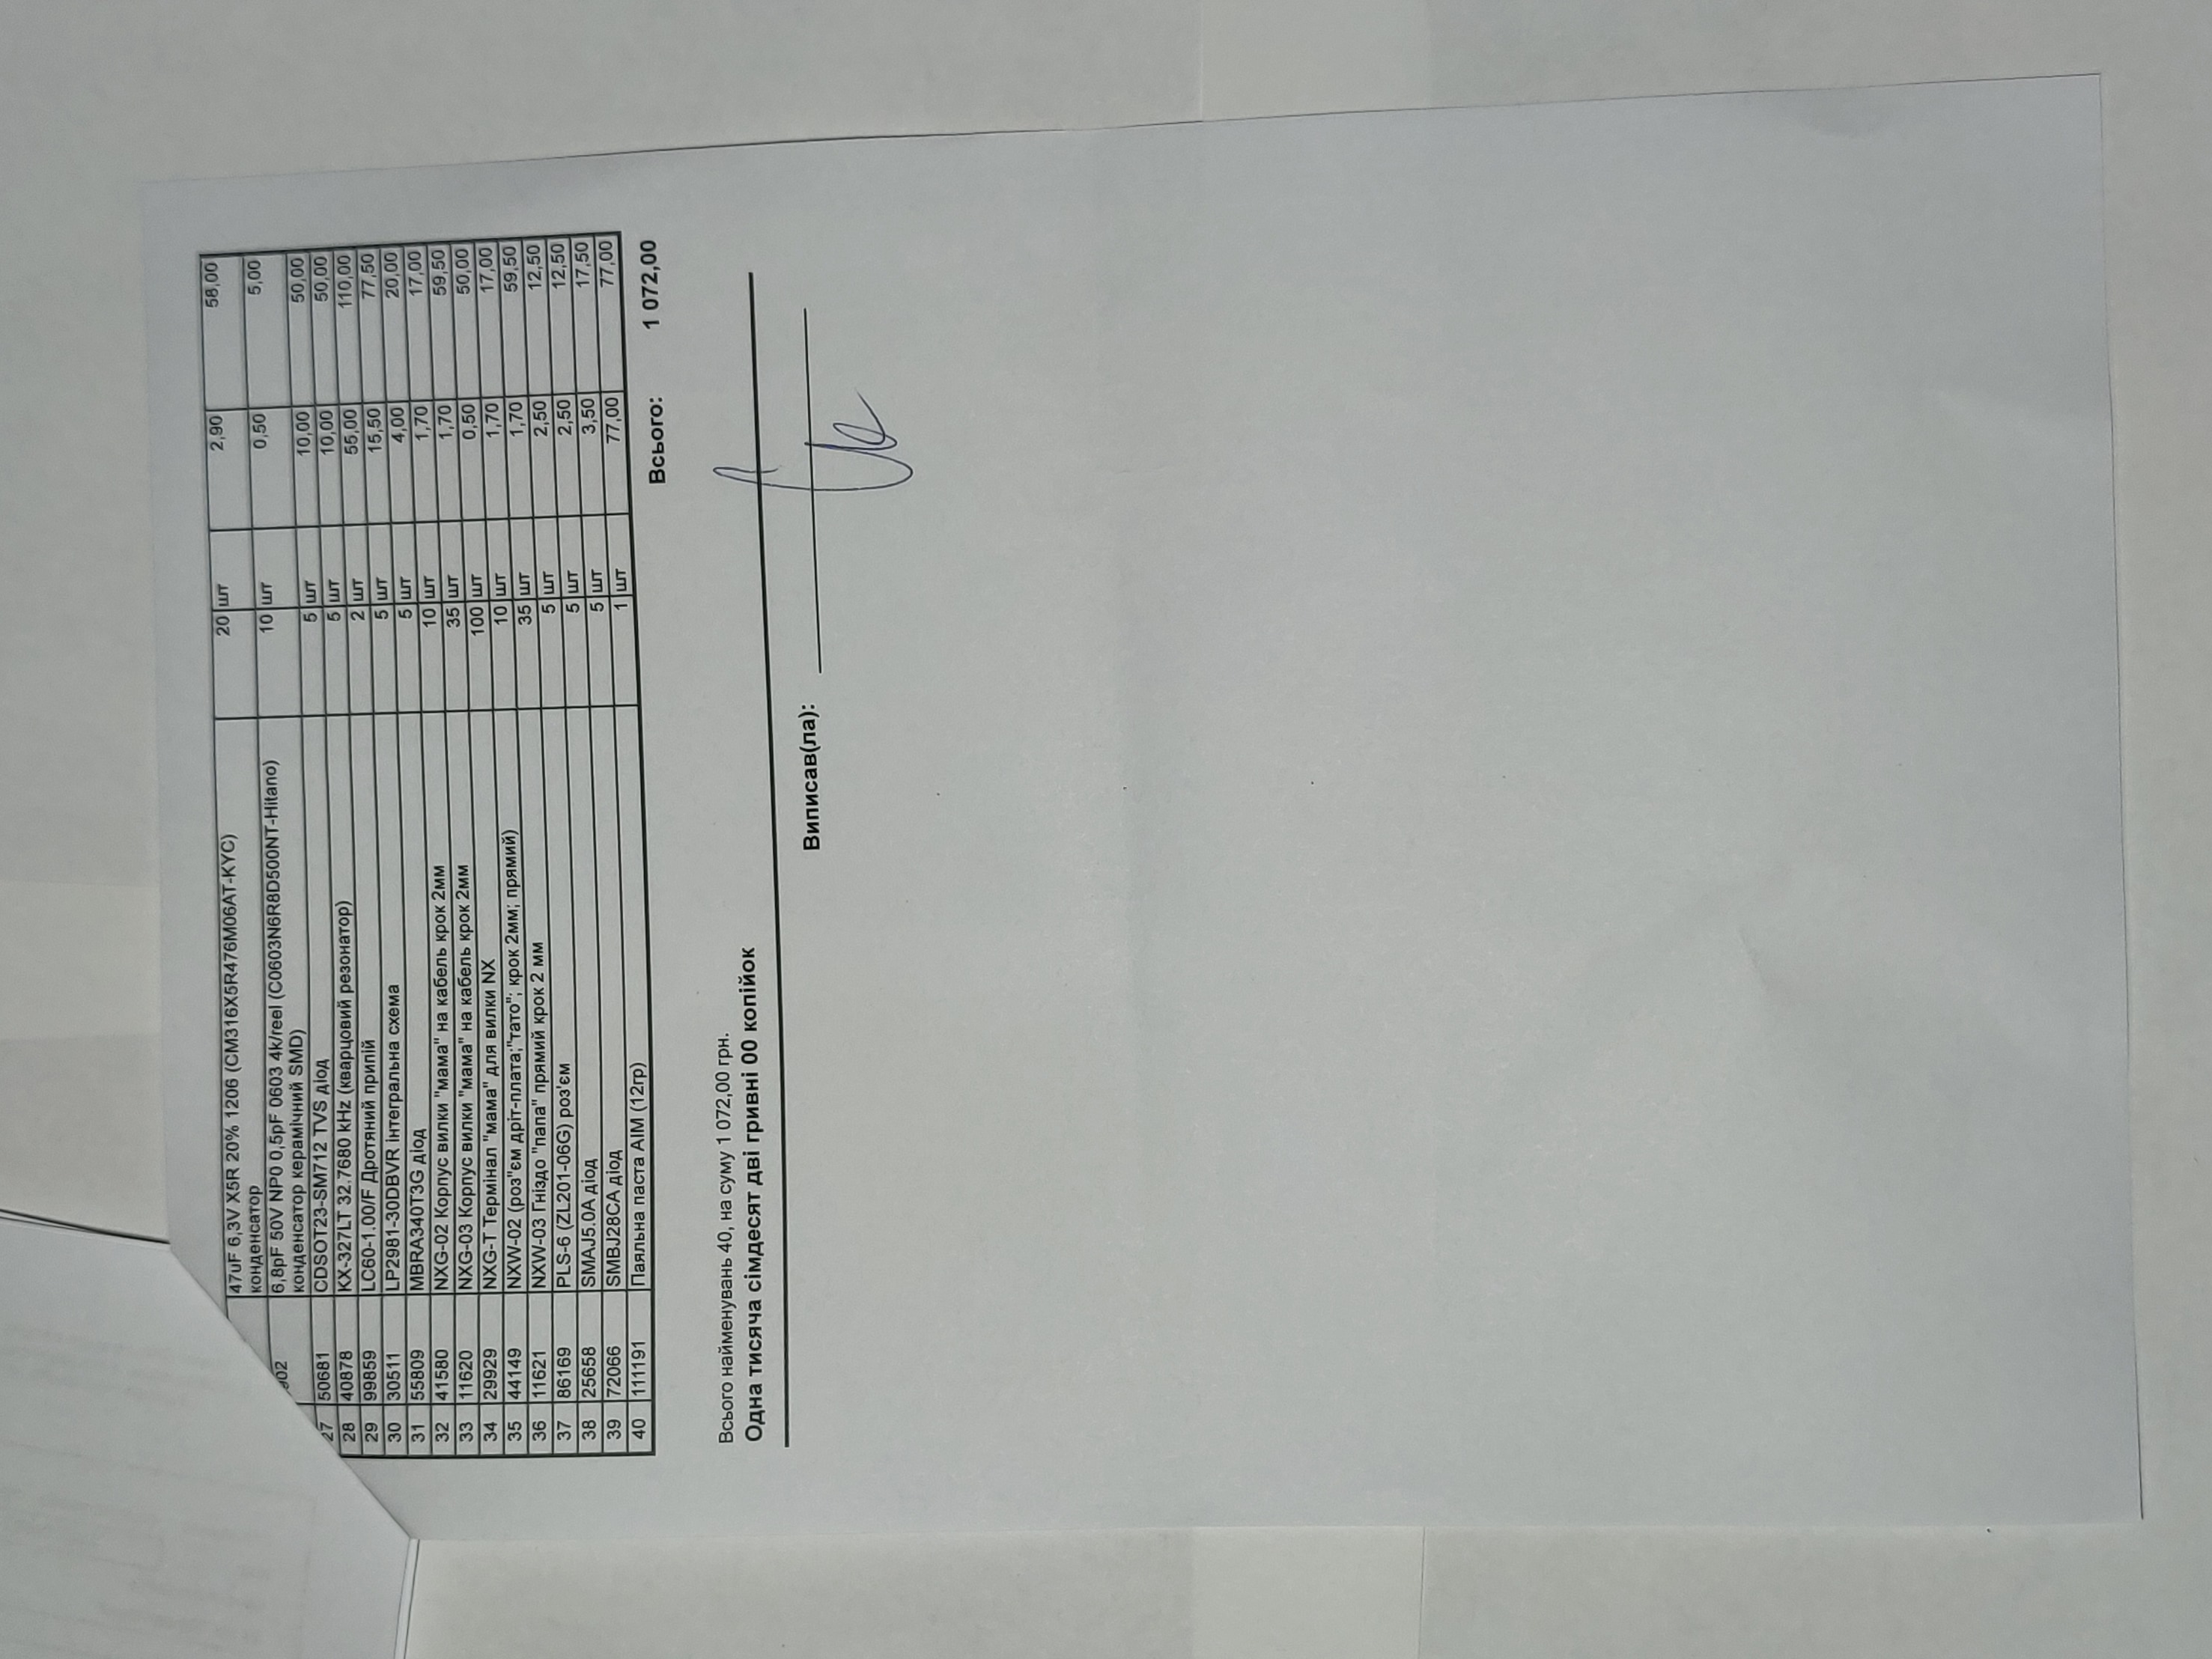 47uF 6,3V X5R 20% 1206 (CM316X5R476M06AT-KYC) 20 шт 2,90 58,00
конденсатор
6,8pF 50V NP0 0,5pF 0603 4k/reel (C0603N6R8D500NT-Hitano) 10 шт 0,50 5,00
конденсатор керамічний SMD)
27 50681 CDSOT23-SM712 TVS діод 5 шт 10,00 50,00
28 40878 KX-327LT 32.7680 kHz (кварцовий резонатор) 5 шт 10,00 50,00
29 99859 LC60-1.00/F Дротяний припій 2 шт 55,00 110,00
30 30511 LP2981-30DBVR інтегральна схема 5 шт 15,50 77,50
31 55809 MBRA340T3G діод 5 шт 4,00 20,00
32 41580 NXG-02 Корпус вилки "мама" на кабель крок 2мм 10 шт 1,70 17,00
33 11620 NXG-03 Корпус вилки "мама" на кабель крок 2мм 35 шт 1,70 59,50
34 29929 NXG-T Термінал "мама" для вилки NX 100 шт 0,50 50,00
35 44149 NXW-02 (роз"єм дріт-плата;"тато"; крок 2мм; прямий) 10 шт 1,70 17,00
36 11621 NXW-03 Гніздо "папа" прямий крок 2 мм 35 шт 1,70 59,50
37 86169 PLS-6 (ZL201-06G) роз'єм 5 шт 2,50 12,50
38 25658 SMAJ5.0A діод 5 шт 2,50 12,50
39 72066 SMBJ28CA діод 5 шт 3,50 17,50
40 111191 Паяльна паста AIM (12гр) 1 шт 77,00 77,00
Всього: 1 072,00
Всього найменувань 40, на суму 1 072,00 грн.
Одна тисяча сімдесят дві гривні 00 копійок
Виписав(ла):